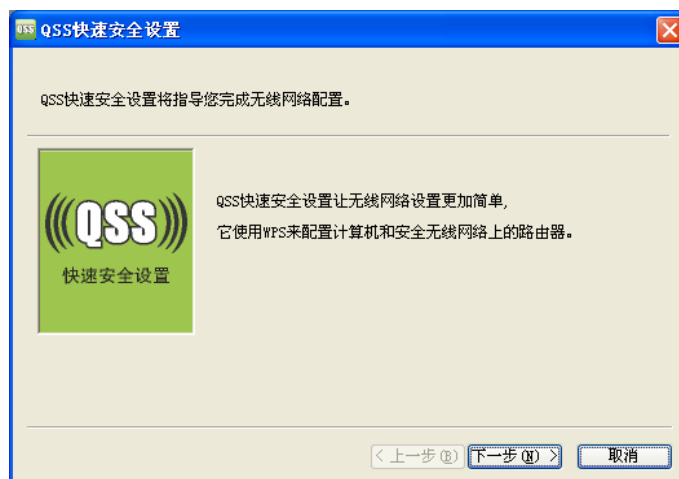 QSS QSS快速安全设置
QSS快速安全设置将指导您完成无线网络配置。
(((QSS)))
快速安全设置
QSS快速安全设置让无线网络设置更加简单,
它使用WPS来配置计算机和安全无线网络上的路由器。
< 上一步(B) 下一步(N) > 取消